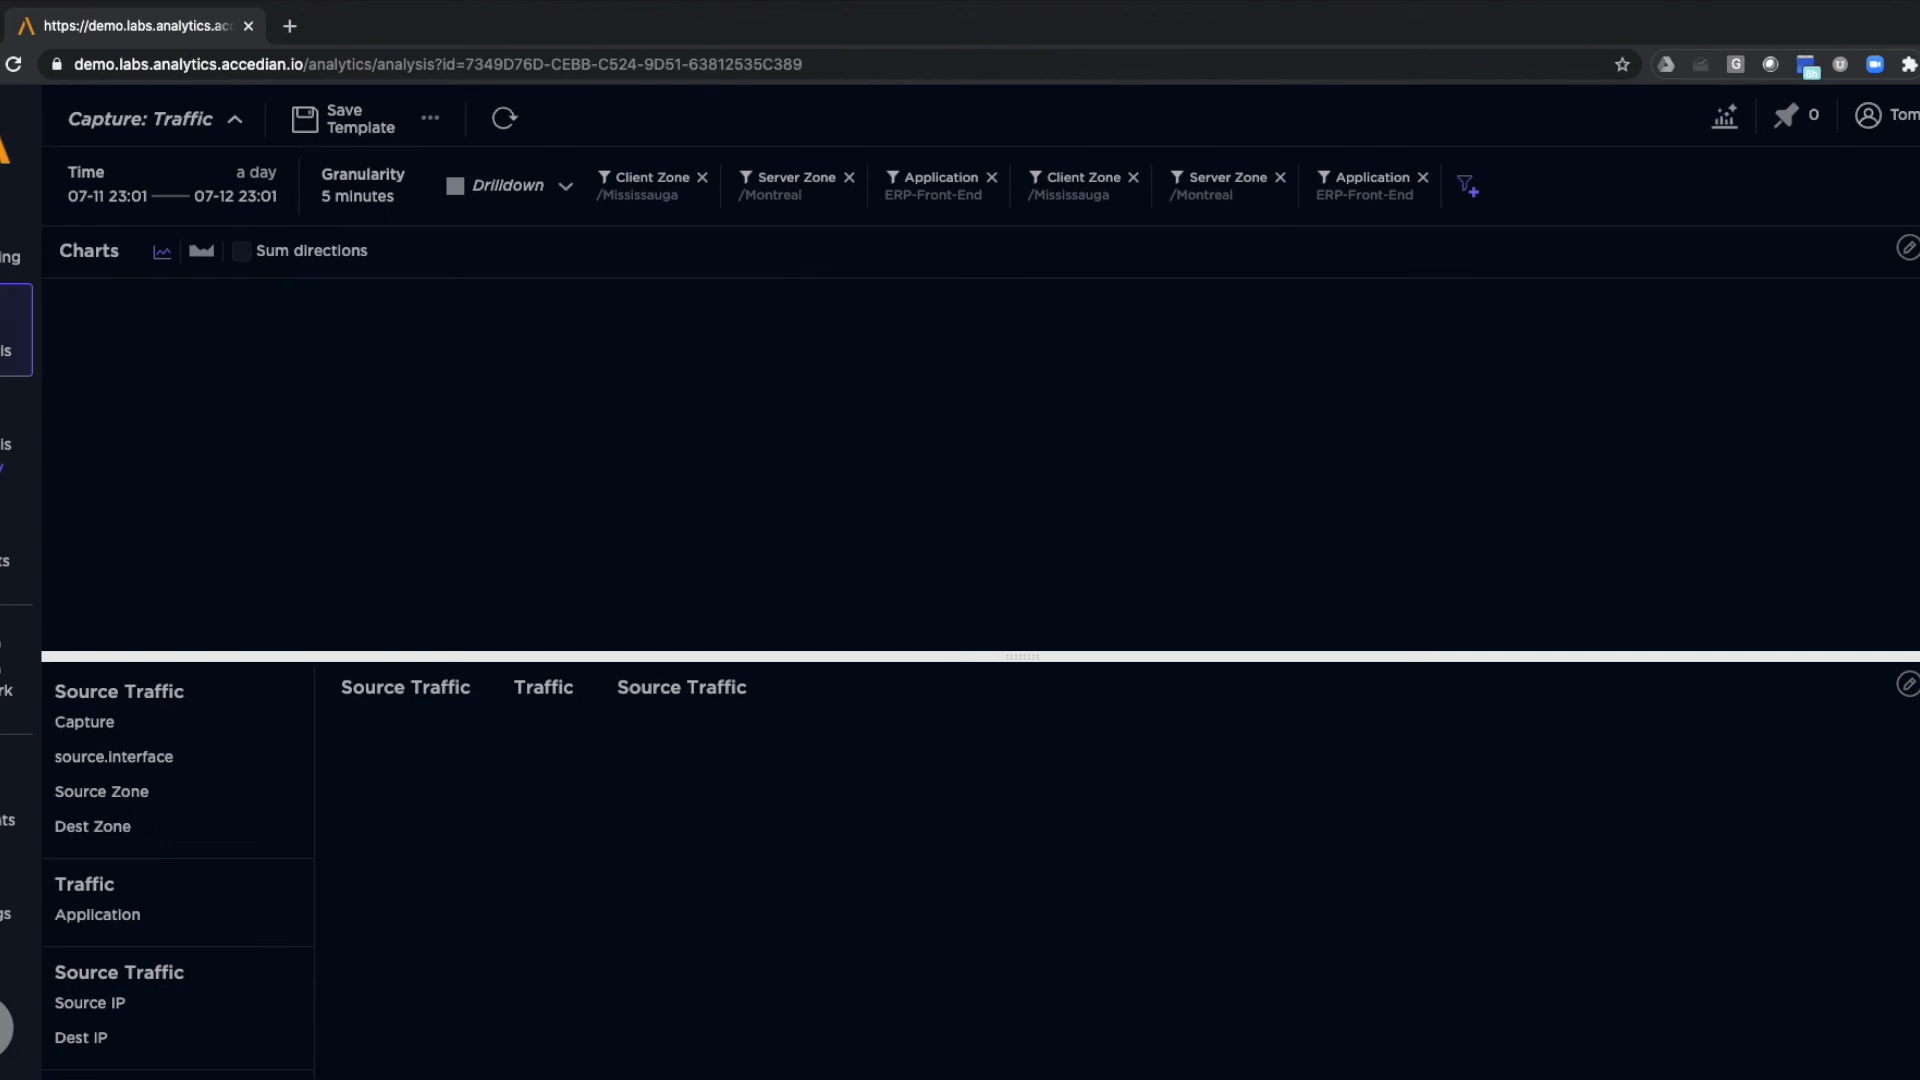 https://demo.labs.analytics.acc
demo.labs.analytics.accedian.io/analytics/analysis?id=7349D76D-CEBB-C524-9D51-63812535C389
G
8h
Capture: Traffic
Save
Template
0
Tom
Time
a day
07-11 23:01
07-12 23:01
Granularity
5 minutes
Drilldown
Client Zone
/Mississauga
Server Zone
/Montreal
Application
ERP-Front-End
Client Zone
/Mississauga
Server Zone
/Montreal
Application
ERP-Front-End
Charts
Sum directions
ing
is
is
y
ts
rk
ts
gs
Source Traffic
Capture
source.interface
Source Zone
Dest Zone
Traffic
Application
Source Traffic
Source IP
Dest IP
Source Traffic
Traffic
Source Traffic